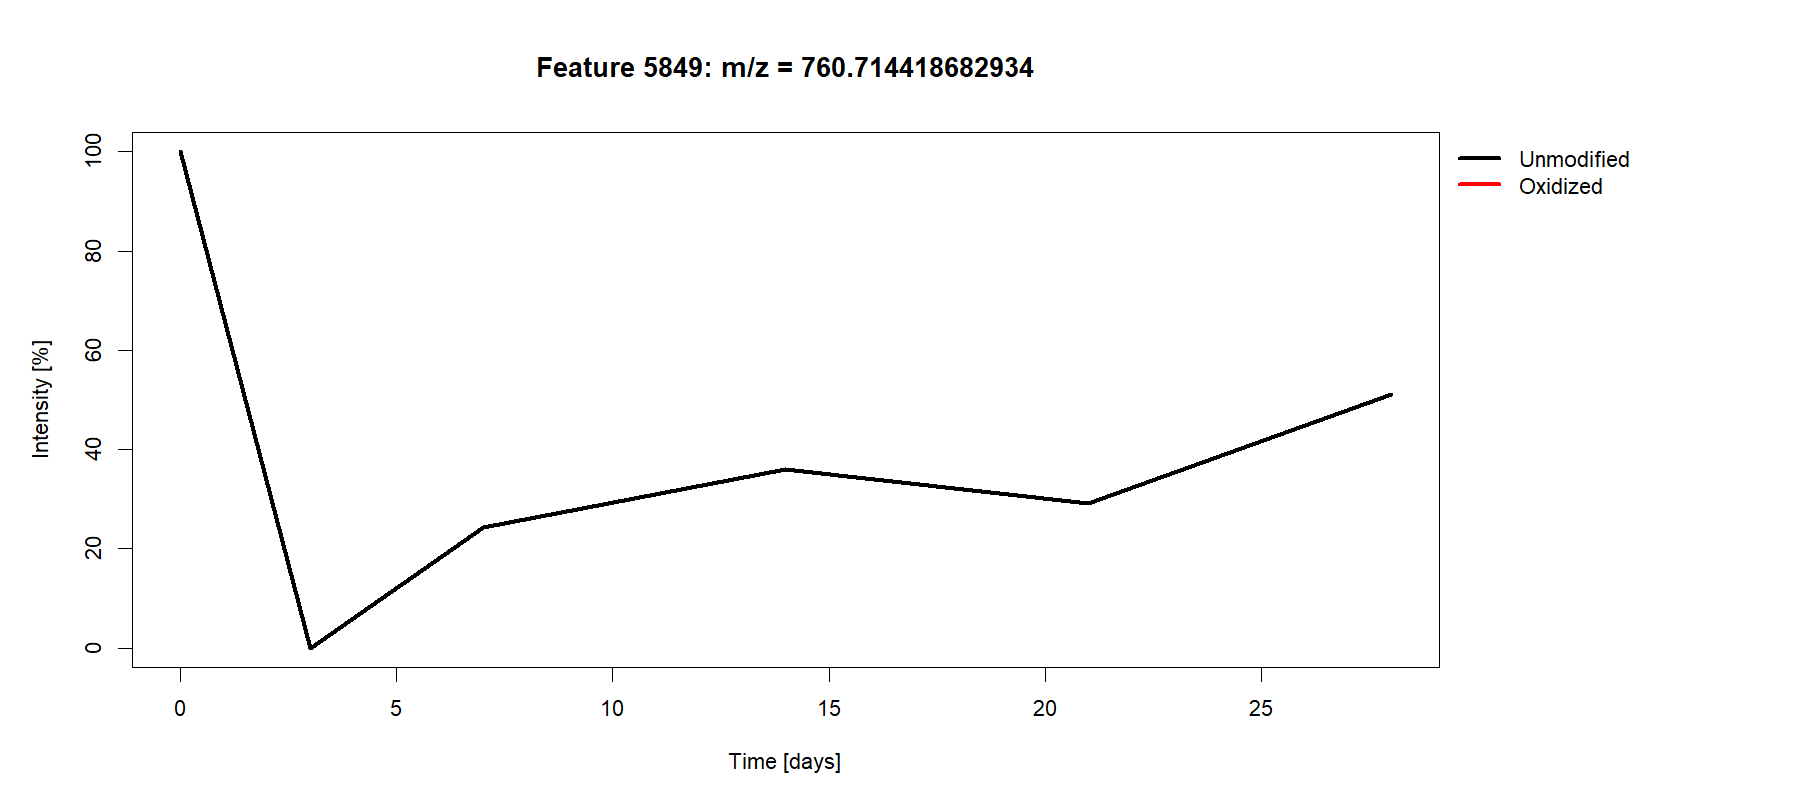 Feature 5849: m/z = 760.714418682934
Unmodified
Oxidized
Intensity [%]
100
80
60
40
20
0
0 5 10 15 20 25
Time [days]